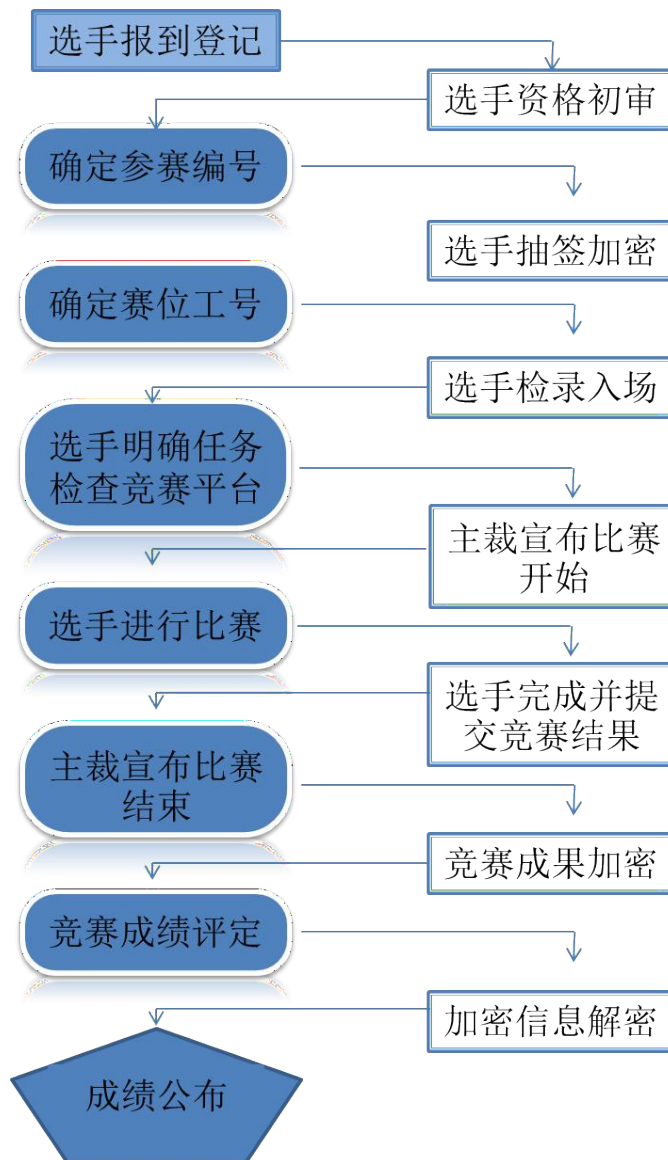 选手报到登记
选手资格初审
确定参赛编号
选手抽签加密
确定赛位工号
选手检录入场
选手明确任务
检查竞赛平台
主裁宣布比赛
开始
选手进行比赛
选手完成并提
交竞赛结果
主裁宣布比赛
结束
竞赛成果加密
竞赛成绩评定
加密信息解密
成绩公布